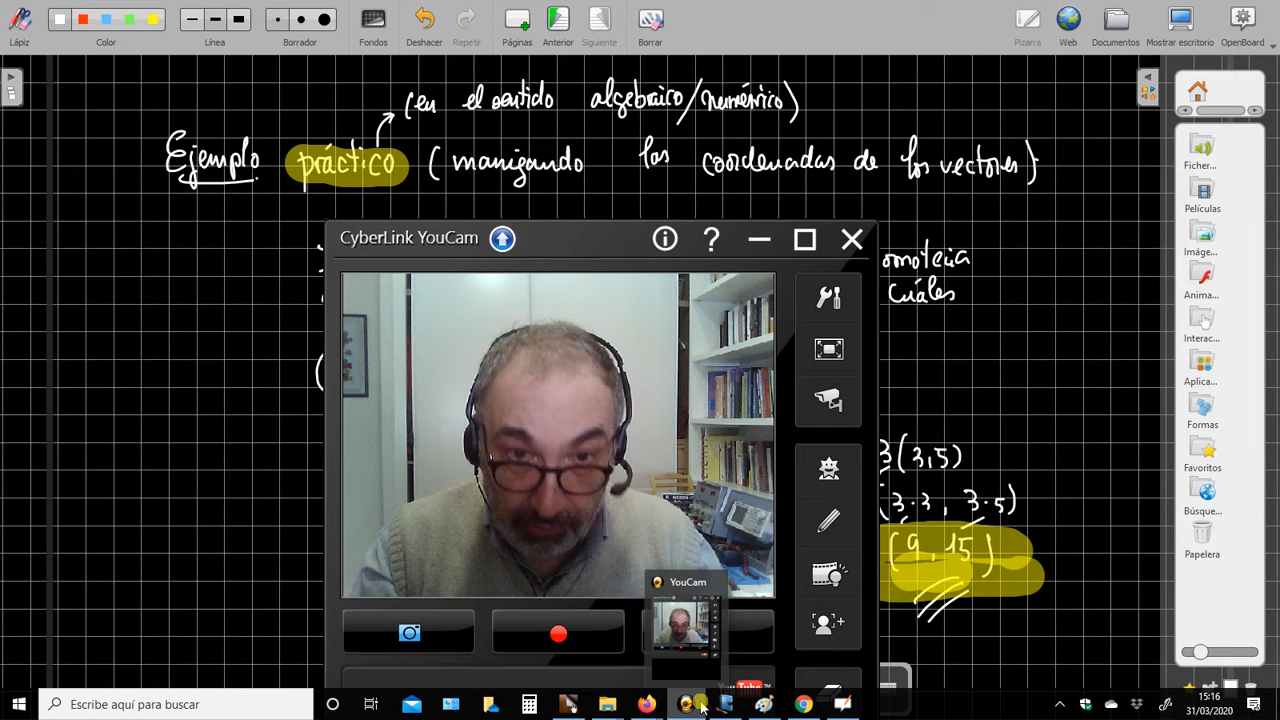 Lápiz
Color
Línea
Borrador
Fondos
Deshacer
Repetir
Páginas
Anterior
Siguiente
Borrar
Pizarra
Web
Documentos
Mostrar escritorio
OpenBoard
(en el sentido algebraico/numérico)
Ejemplo práctico (manejando las coordenadas de los vectores):
CyberLink YouCam
?
omotecia
cuáles
3(3,5)
(3·3, 3·5)
(9,15)
Ficher...
Películas
Imáge...
Anima...
Interac...
Aplica...
Formas
Favoritos
Búsque...
Papelera
YouCam
YouTube
Escribe aquí para buscar
15:16
31/03/2020